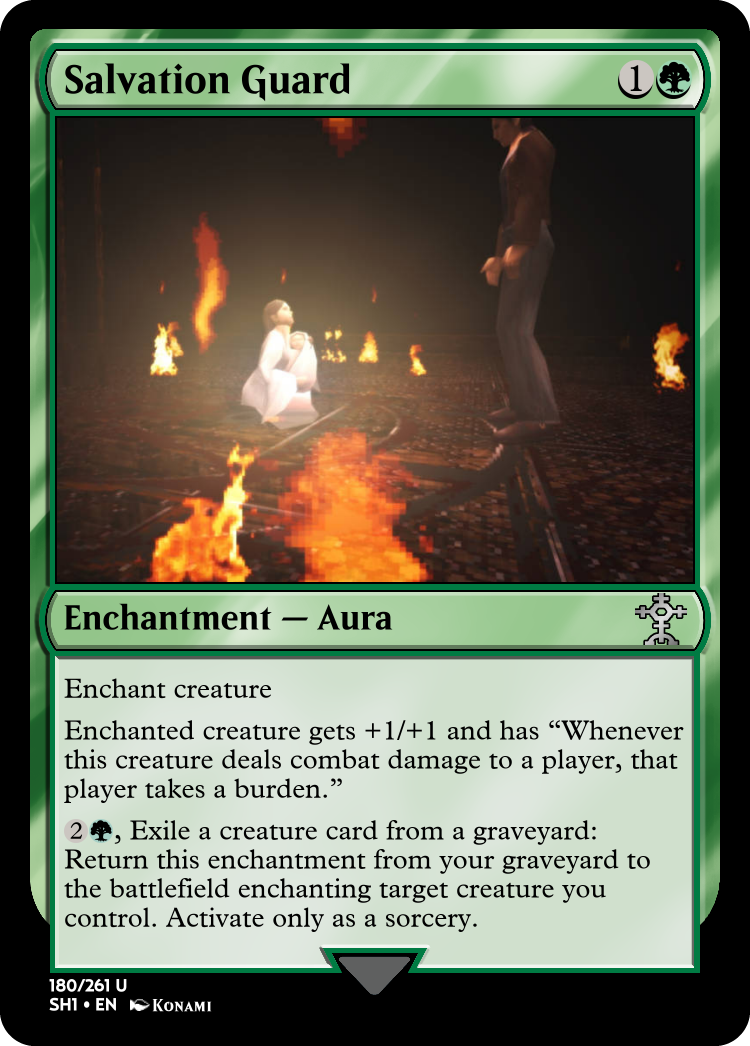 Salvation Guard 1
Enchantment — Aura
Enchant creature
Enchanted creature gets +1/+1 and has “Whenever
this creature deals combat damage to a player, that
player takes a burden.”
2, Exile a creature card from a graveyard:
Return this enchantment from your graveyard to
the battlefield enchanting target creature you
control. Activate only as a sorcery.
180/261 U
SH1 • EN KONAMI